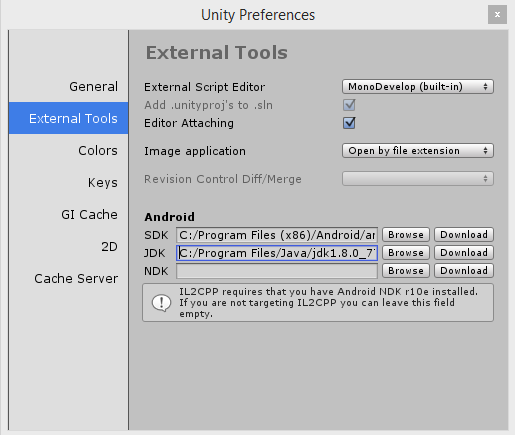 Unity Preferences
x
General
External Tools
Colors
Keys
GI Cache
2D
Cache Server
External Tools
External Script Editor MonoDevelop (built-in)
Add .unityproj's to .sln
Editor Attaching
Image application Open by file extension
Revision Control Diff/Merge
Android
SDK C:/Program Files (x86)/Android/ar Browse Download
JDK C:/Program Files/Java/jdk1.8.0_7 Browse Download
NDK Browse Download
IL2CPP requires that you have Android NDK r10e installed.
If you are not targeting IL2CPP you can leave this field
empty.